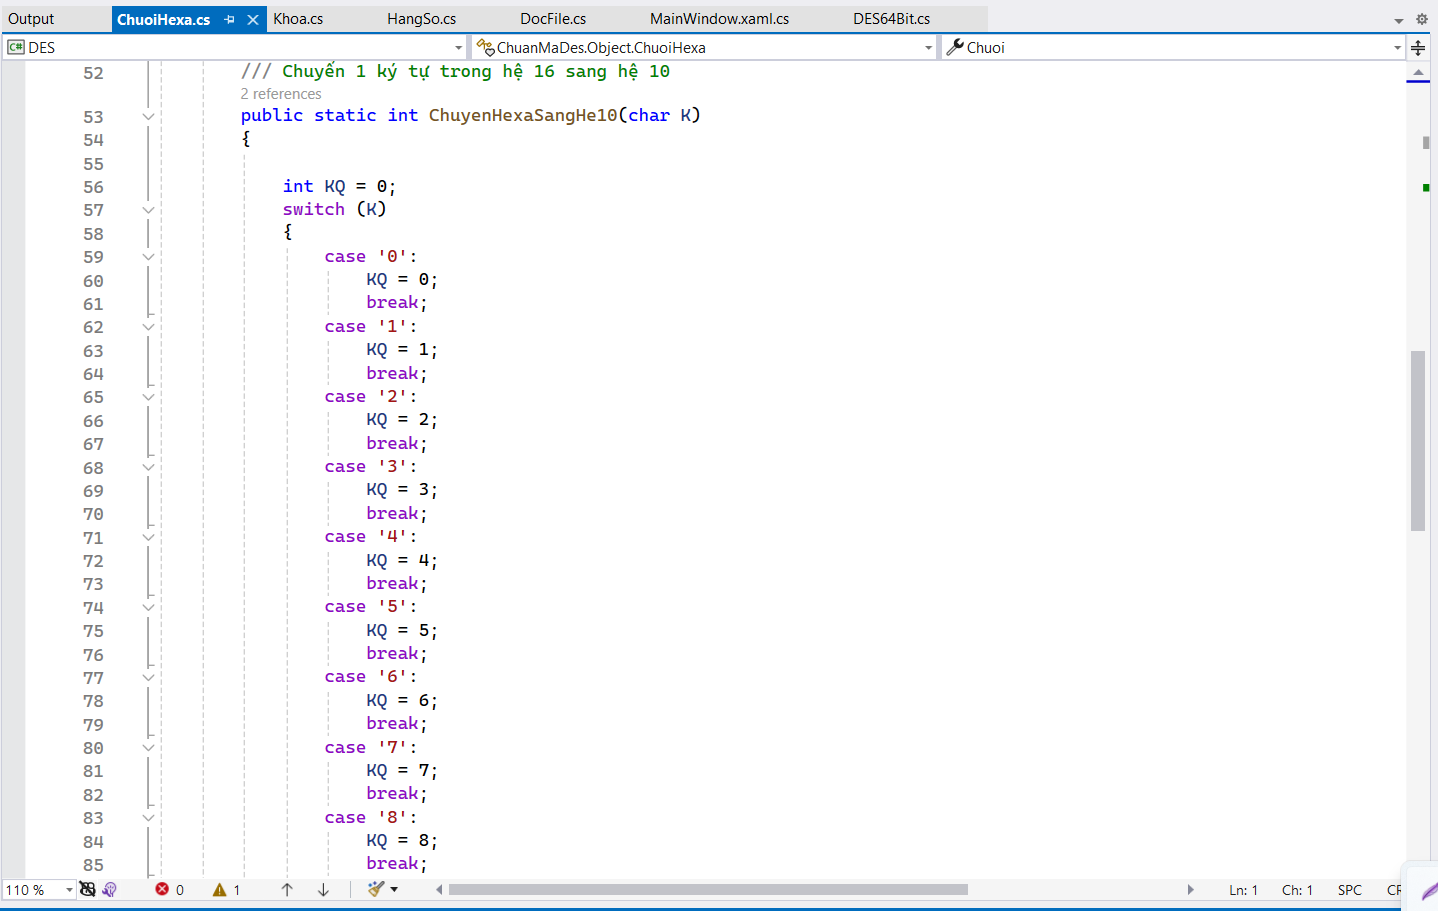 Output ChuoiHexa.cs Khoa.cs HangSo.cs DocFile.cs MainWindow.xaml.cs DES64Bit.cs
C# DES ChuanMaDes.Object.ChuoiHexa Chuoi
52 /// Chuyển 1 ký tự trong hệ 16 sang hệ 10
2 references
53 public static int ChuyenHexaSangHe10(char K)
54 {
55
56 int KQ = 0;
57 switch (K)
58 {
59 case '0':
60 KQ = 0;
61 break;
62 case '1':
63 KQ = 1;
64 break;
65 case '2':
66 KQ = 2;
67 break;
68 case '3':
69 KQ = 3;
70 break;
71 case '4':
72 KQ = 4;
73 break;
74 case '5':
75 KQ = 5;
76 break;
77 case '6':
78 KQ = 6;
79 break;
80 case '7':
81 KQ = 7;
82 break;
83 case '8':
84 KQ = 8;
85 break;
110 % 0 1 Ln: 1 Ch: 1 SPC